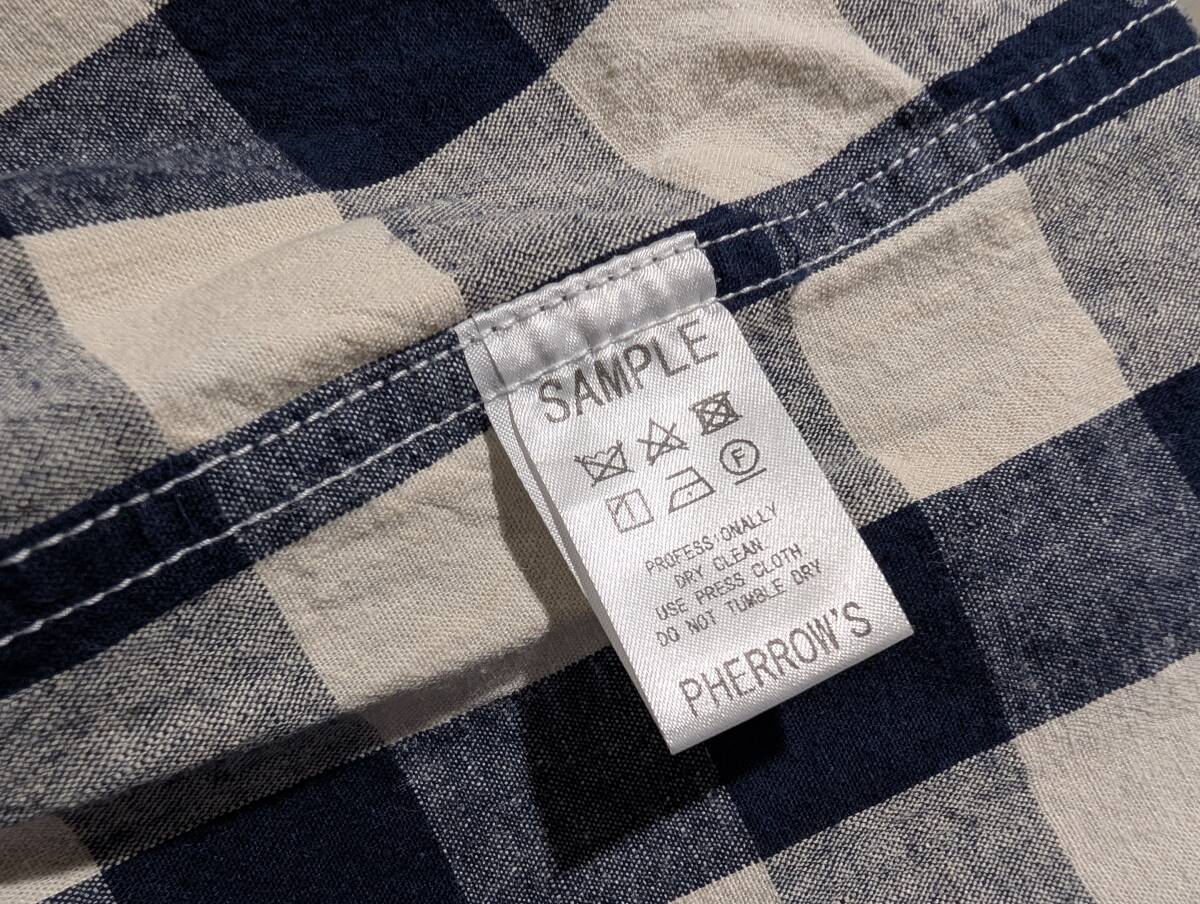 SAMPLE
F
PROFESSIONALLY
DRY CLEAN
USE PRESS CLOTH
DO NOT TUMBLE DRY
PHERROW'S